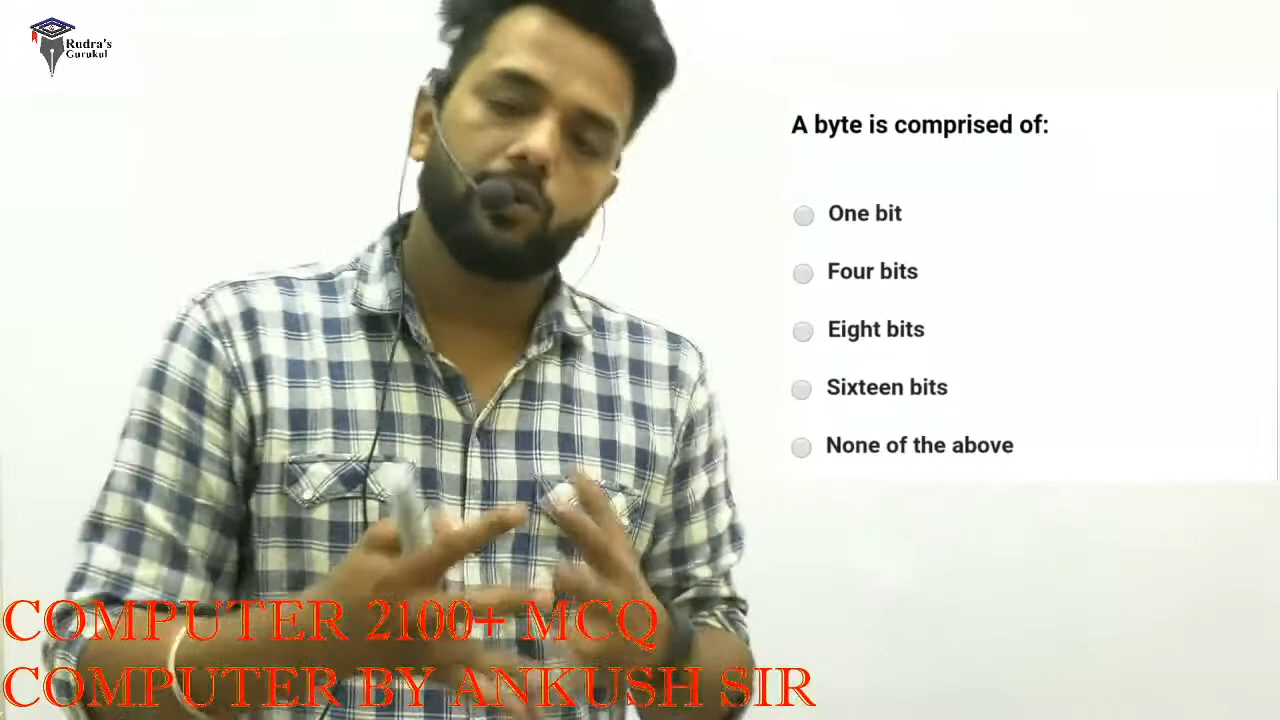 Rudra's
Gurukul
A byte is comprised of:
One bit
Four bits
Eight bits
Sixteen bits
None of the above
COMPUTER 2100+ MCQ
COMPUTER BY ANKUSH SIR